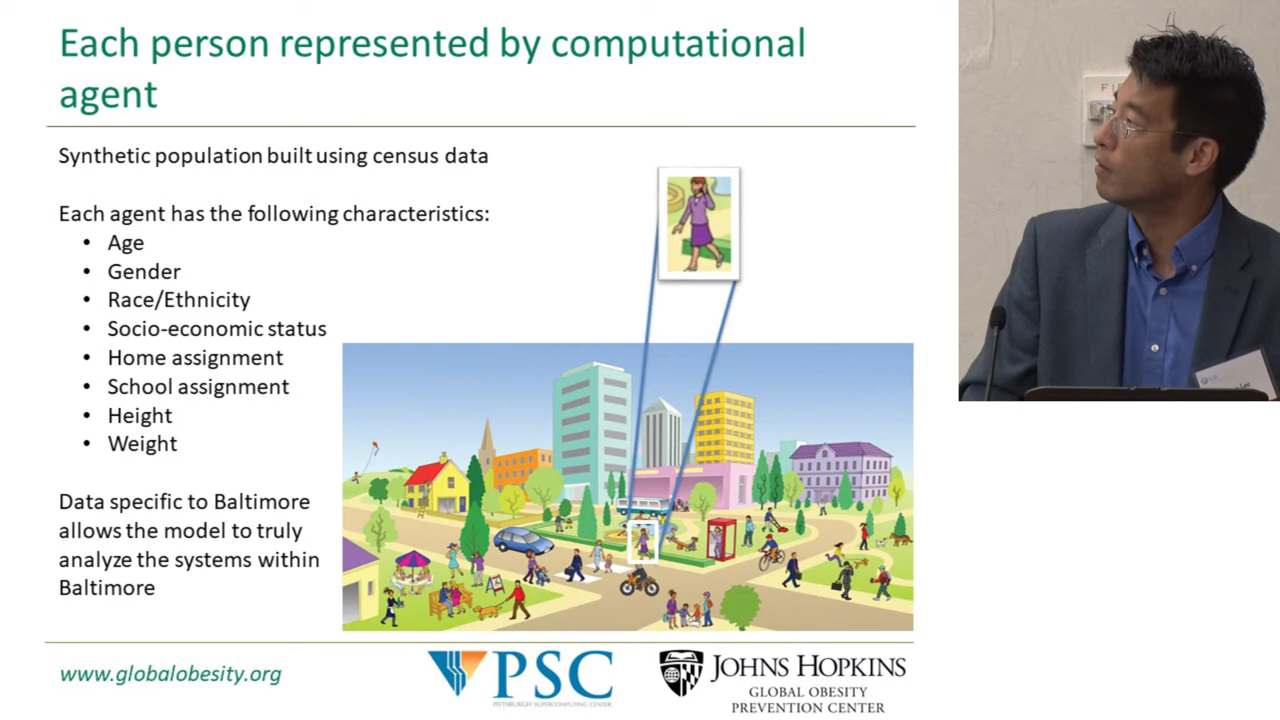 Each person represented by computational
agent
Synthetic population built using census data
Each agent has the following characteristics:
• Age
• Gender
• Race/Ethnicity
• Socio-economic status
• Home assignment
• School assignment
• Height
• Weight
Data specific to Baltimore
allows the model to truly
analyze the systems within
Baltimore
www.globalobesity.org
PSC
PITTSBURGH SUPERCOMPUTING CENTER
JOHNS HOPKINS
GLOBAL OBESITY
PREVENTION CENTER